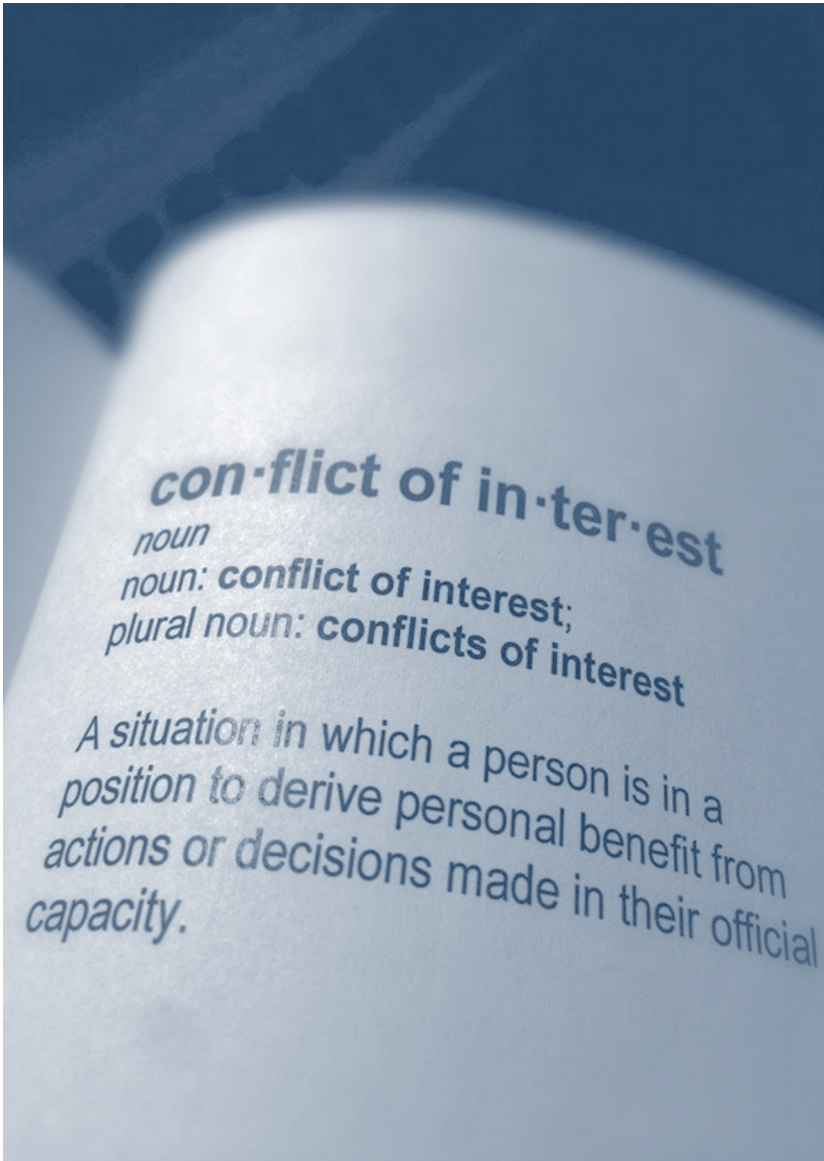 con·flict of in·ter·est
noun
noun: conflict of interest;
plural noun: conflicts of interest
A situation in which a person is in a
position to derive personal benefit from
actions or decisions made in their official
capacity.